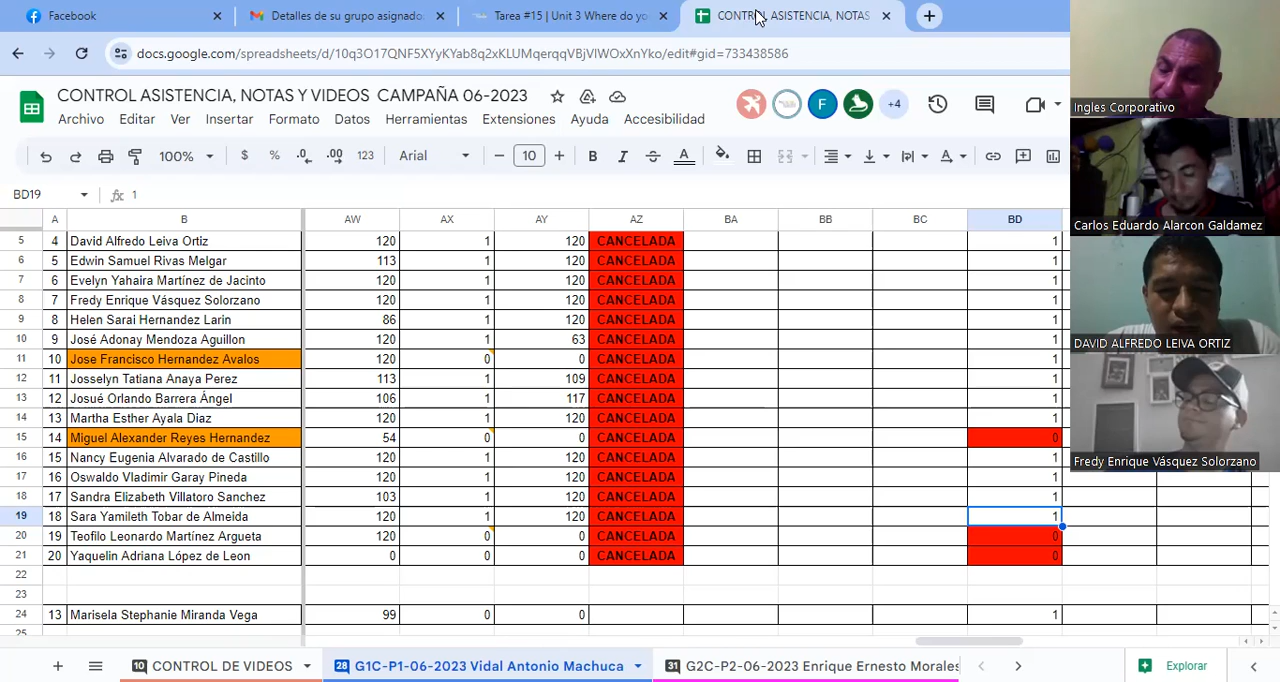 Facebook
Detalles de su grupo asignado
Tarea #15 | Unit 3 Where do yo
CONTROL ASISTENCIA, NOTAS
docs.google.com/spreadsheets/d/10q3O17QNF5XYyKYab8q2xKLUMqerqqVBjVIWOxXnYko/edit#gid=733438586
CONTROL ASISTENCIA, NOTAS Y VIDEOS CAMPAÑA 06-2023
F +4
Archivo Editar Ver Insertar Formato Datos Herramientas Extensiones Ayuda Accesibilidad
100% $ % .0 .00 123 Arial − 10 + B I S A
BD19 fx 1
A B AW AX AY AZ BA BB BC BD
5 4 David Alfredo Leiva Ortiz 120 1 120 CANCELADA 1
6 5 Edwin Samuel Rivas Melgar 113 1 120 CANCELADA 1
7 6 Evelyn Yahaira Martínez de Jacinto 120 1 120 CANCELADA 1
8 7 Fredy Enrique Vásquez Solorzano 120 1 120 CANCELADA 1
9 8 Helen Sarai Hernandez Larin 86 1 120 CANCELADA 1
10 9 José Adonay Mendoza Aguillon 120 1 63 CANCELADA 1
11 10 Jose Francisco Hernandez Avalos 120 0 0 CANCELADA 1
12 11 Josselyn Tatiana Anaya Perez 113 1 109 CANCELADA 1
13 12 Josué Orlando Barrera Ángel 106 1 117 CANCELADA 1
14 13 Martha Esther Ayala Diaz 120 1 120 CANCELADA 1
15 14 Miguel Alexander Reyes Hernandez 54 0 0 CANCELADA 0
16 15 Nancy Eugenia Alvarado de Castillo 120 1 120 CANCELADA 1
17 16 Oswaldo Vladimir Garay Pineda 120 1 120 CANCELADA 1
18 17 Sandra Elizabeth Villatoro Sanchez 103 1 120 CANCELADA 1
19 18 Sara Yamileth Tobar de Almeida 120 1 120 CANCELADA 1
20 19 Teofilo Leonardo Martínez Argueta 120 0 0 CANCELADA 0
21 20 Yaquelin Adriana López de Leon 0 0 0 CANCELADA 0
22
23
24 13 Marisela Stephanie Miranda Vega 99 0 0 1
25
10 CONTROL DE VIDEOS
28 G1C-P1-06-2023 Vidal Antonio Machuca
31 G2C-P2-06-2023 Enrique Ernesto Morales
Explorar
Ingles Corporativo
Carlos Eduardo Alarcon Galdamez
DAVID ALFREDO LEIVA ORTIZ
Fredy Enrique Vásquez Solorzano